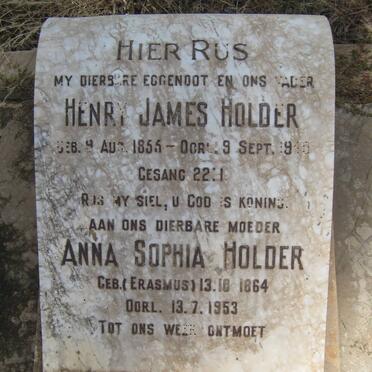 HIER RUS
MY DIERBARE EGGENOOT EN ONS VADER
HENRY JAMES HOLDER
GEB. 9 AUG. 1855 – OORL. 9 SEPT.
GESANG 22:1
RUS MY SIEL, U GOD IS KONING.
AAN ONS DIERBARE MOEDER
ANNA SOPHIA HOLDER
GEB. (ERASMUS) 13.10 1864
OORL. 13.7.1953
TOT ONS WEER ONTMOET